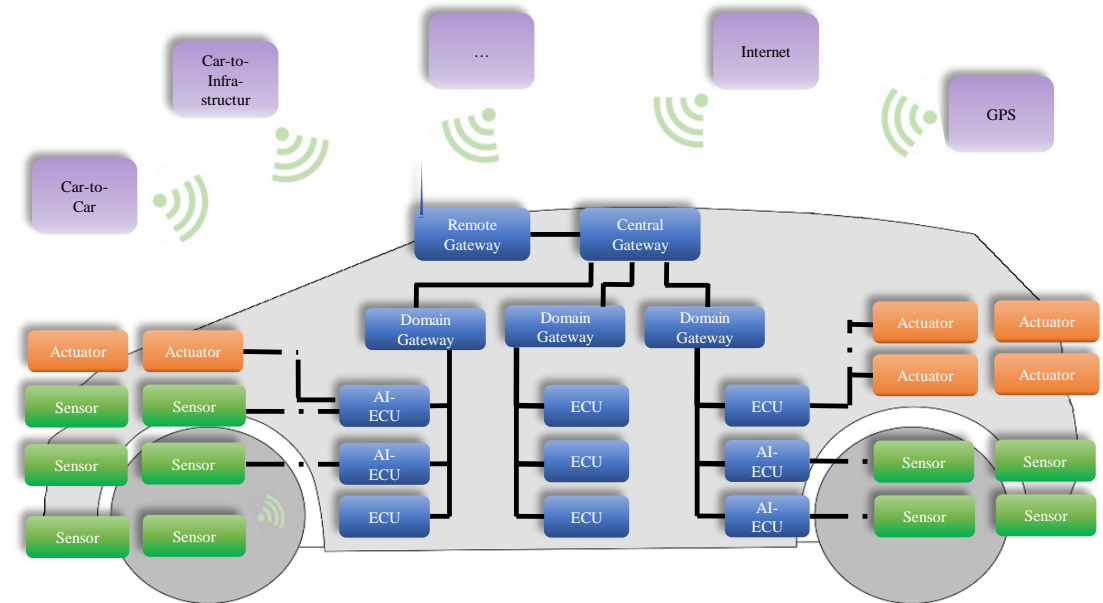 …
Internet
Car-to-
Infra-
structur
GPS
Car-to-
Car
Remote
Gateway
Central
Gateway
Domain
Gateway
Domain
Gateway
Domain
Gateway
Actuator
Actuator
Actuator
Actuator
Actuator
Actuator
Sensor
Sensor
AI-
ECU
ECU
ECU
Sensor
Sensor
AI-
ECU
ECU
AI-
ECU
Sensor
Sensor
ECU
ECU
AI-
ECU
Sensor
Sensor
Sensor
Sensor